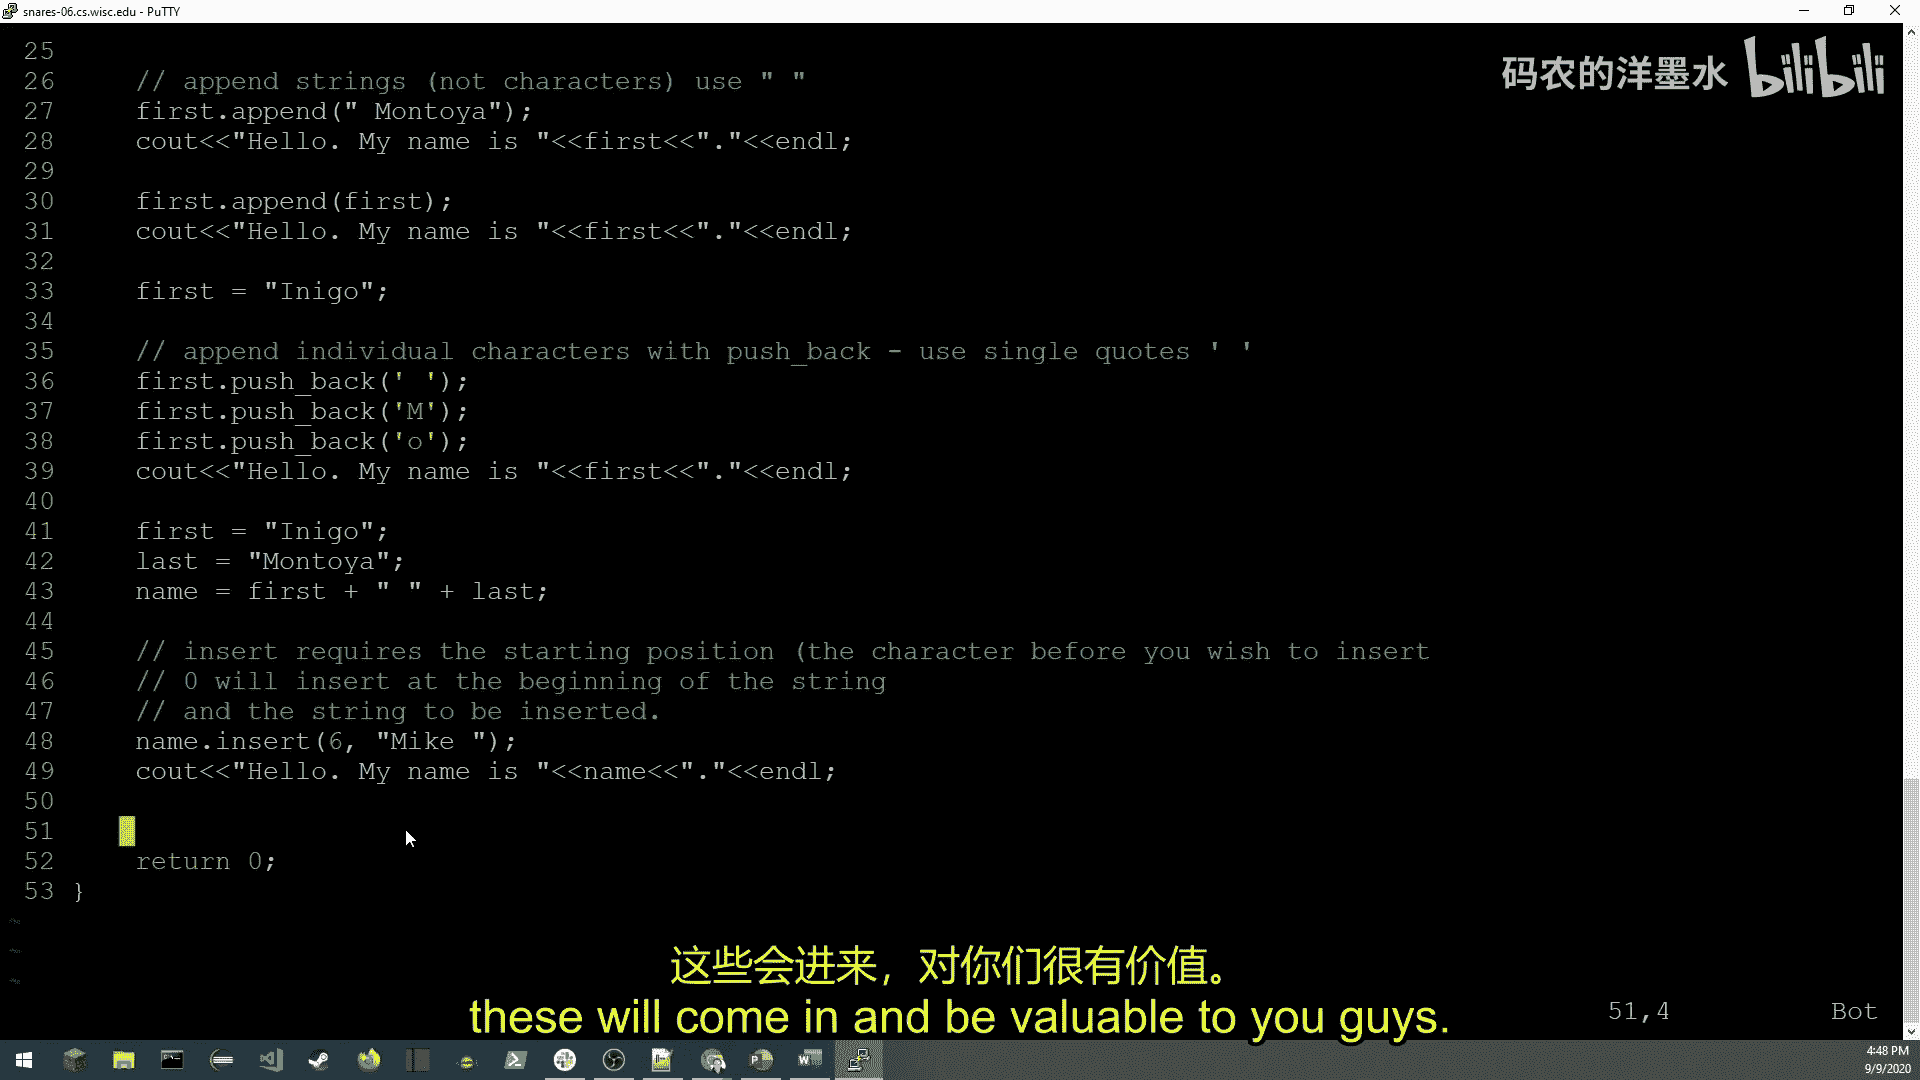 snares-06.cs.wisc.edu - PuTTY
码农的洋墨水 bilibili
25
26 // append strings (not characters) use " "
27 first.append(" Montoya");
28 cout<<"Hello. My name is "<<first<<"."<<endl;
29
30 first.append(first);
31 cout<<"Hello. My name is "<<first<<"."<<endl;
32
33 first = "Inigo";
34
35 // append individual characters with push_back - use single quotes ' '
36 first.push_back(' ');
37 first.push_back('M');
38 first.push_back('o');
39 cout<<"Hello. My name is "<<first<<"."<<endl;
40
41 first = "Inigo";
42 last = "Montoya";
43 name = first + " " + last;
44
45 // insert requires the starting position (the character before you wish to insert
46 // 0 will insert at the beginning of the string
47 // and the string to be inserted.
48 name.insert(6, "Mike ");
49 cout<<"Hello. My name is "<<name<<"."<<endl;
50
51
52 return 0;
53 }
~
~
~
这些会进来，对你们很有价值。
these will come in and be valuable to you guys.
51,4 Bot
4:48 PM
9/9/2020